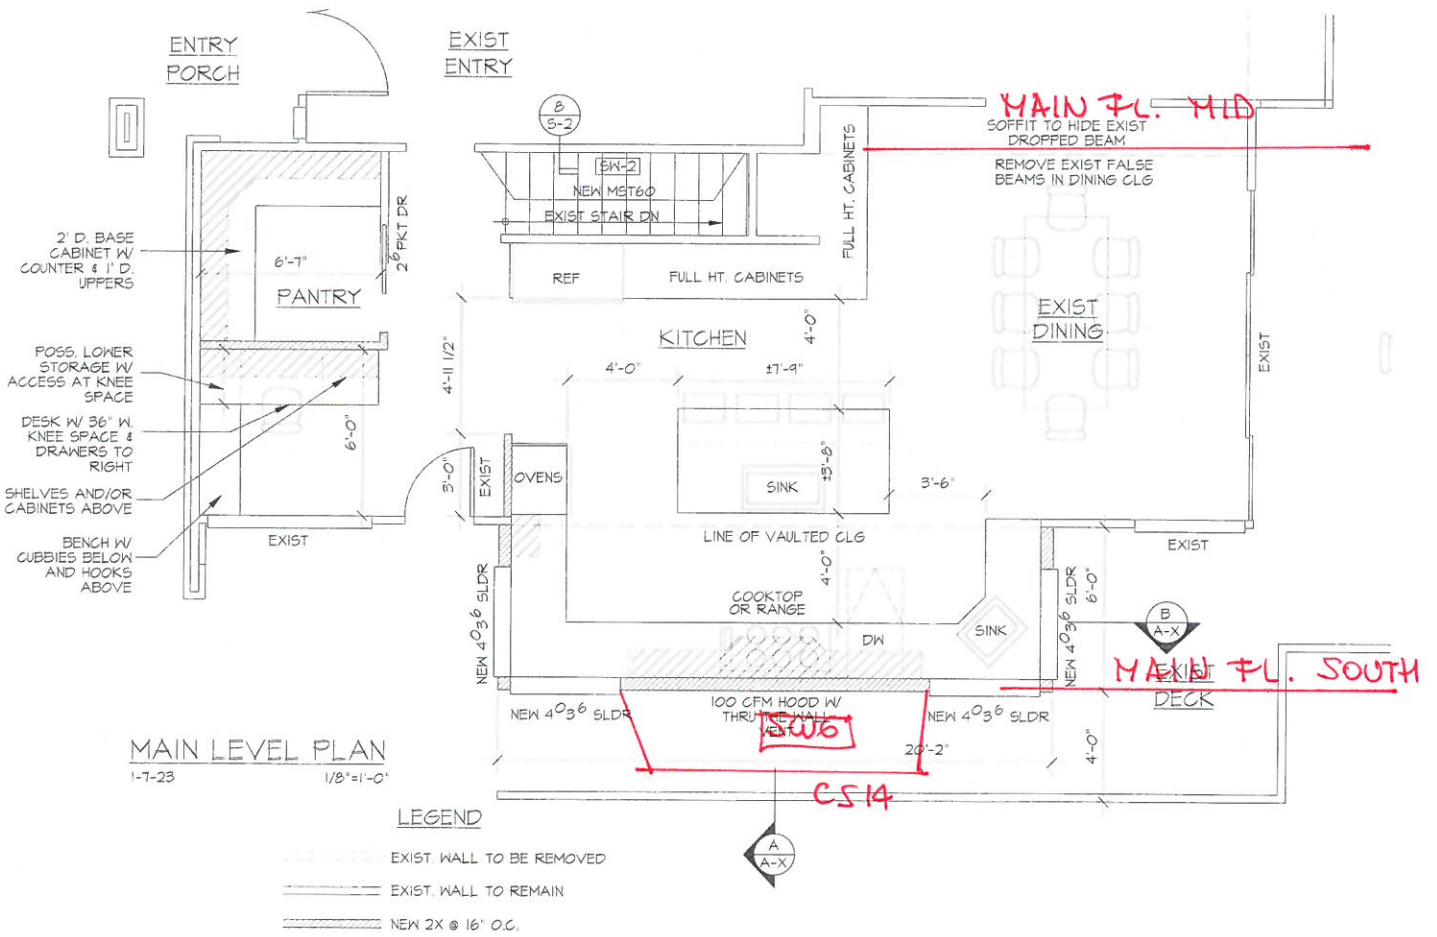 ENTRY
PORCH
EXIST
ENTRY
B
S-2
MAIN FL. MID
SOFFIT TO HIDE EXIST
DROPPED BEAM
REMOVE EXIST FALSE
BEAMS IN DINING CLG
SW-2
NEW MST60
EXIST STAIR DN
FULL HT. CABINETS
2⁶ PKT DR
2' D. BASE
CABINET W/
COUNTER & 1' D.
UPPERS
6'-7"
PANTRY
REF
FULL HT. CABINETS
EXIST
DINING
KITCHEN
4'-0"
EXIST
POSS. LOWER
STORAGE W/
ACCESS AT KNEE
SPACE
4'-11 1/2"
4'-0"
±7'-9"
DESK W/ 36" W.
KNEE SPACE &
DRAWERS TO
RIGHT
6'-0"
3'-0"
EXIST
OVENS
SINK
±3'-8"
3'-6"
SHELVES AND/OR
CABINETS ABOVE
EXIST
LINE OF VAULTED CLG
EXIST
BENCH W/
CUBBIES BELOW
AND HOOKS
ABOVE
NEW 4⁰3⁶ SLDR
4'-0"
COOKTOP
OR RANGE
DW
SINK
NEW 4⁰3⁶ SLDR
6'-0"
B
A-X
MAIN FL. SOUTH
EXIST
DECK
NEW 4⁰3⁶ SLDR
100 CFM HOOD W/
THRU THE WALL
VENT
SW6
NEW 4⁰3⁶ SLDR
20'-2"
4'-0"
CS14
MAIN LEVEL PLAN
1-7-23
1/8"=1'-0"
A
A-X
LEGEND
EXIST. WALL TO BE REMOVED
EXIST. WALL TO REMAIN
NEW 2X @ 16" O.C.